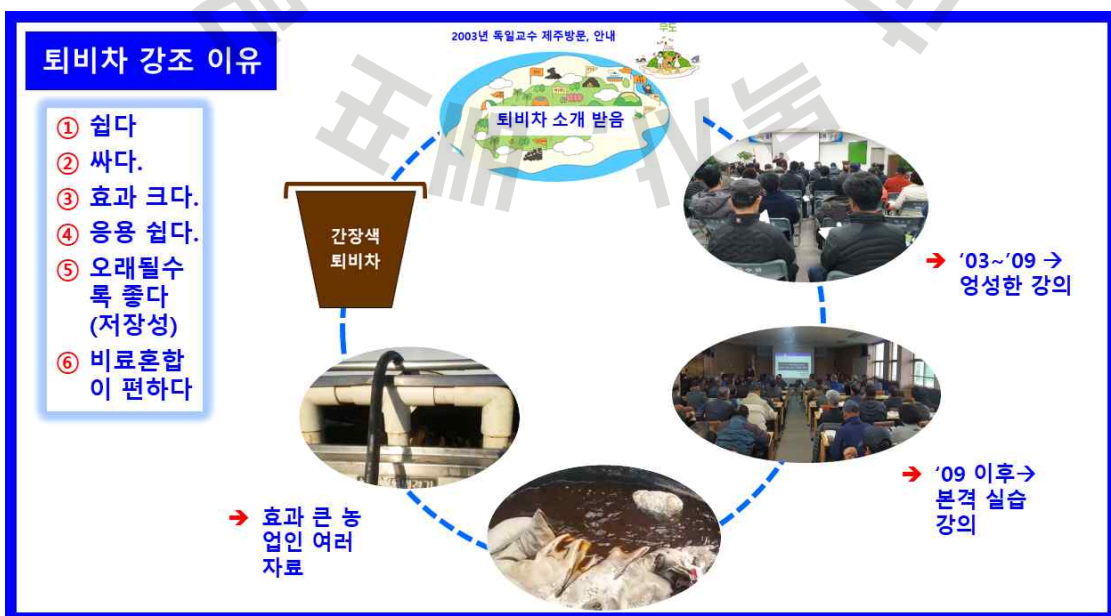 2003년 독일교수 제주방문, 안내
우도
퇴비차 강조 이유
퇴비차 소개 받음
① 쉽다
② 싸다.
③ 효과 크다.
④ 응용 쉽다.
⑤ 오래될수
록 좋다
(저장성)
⑥ 비료혼합
이 편하다
간장색
퇴비차
➔ ‘03~’09 →
엉성한 강의
➔ ‘09 이후→
본격 실습
강의
➔ 효과 큰 농
업인 여러
자료